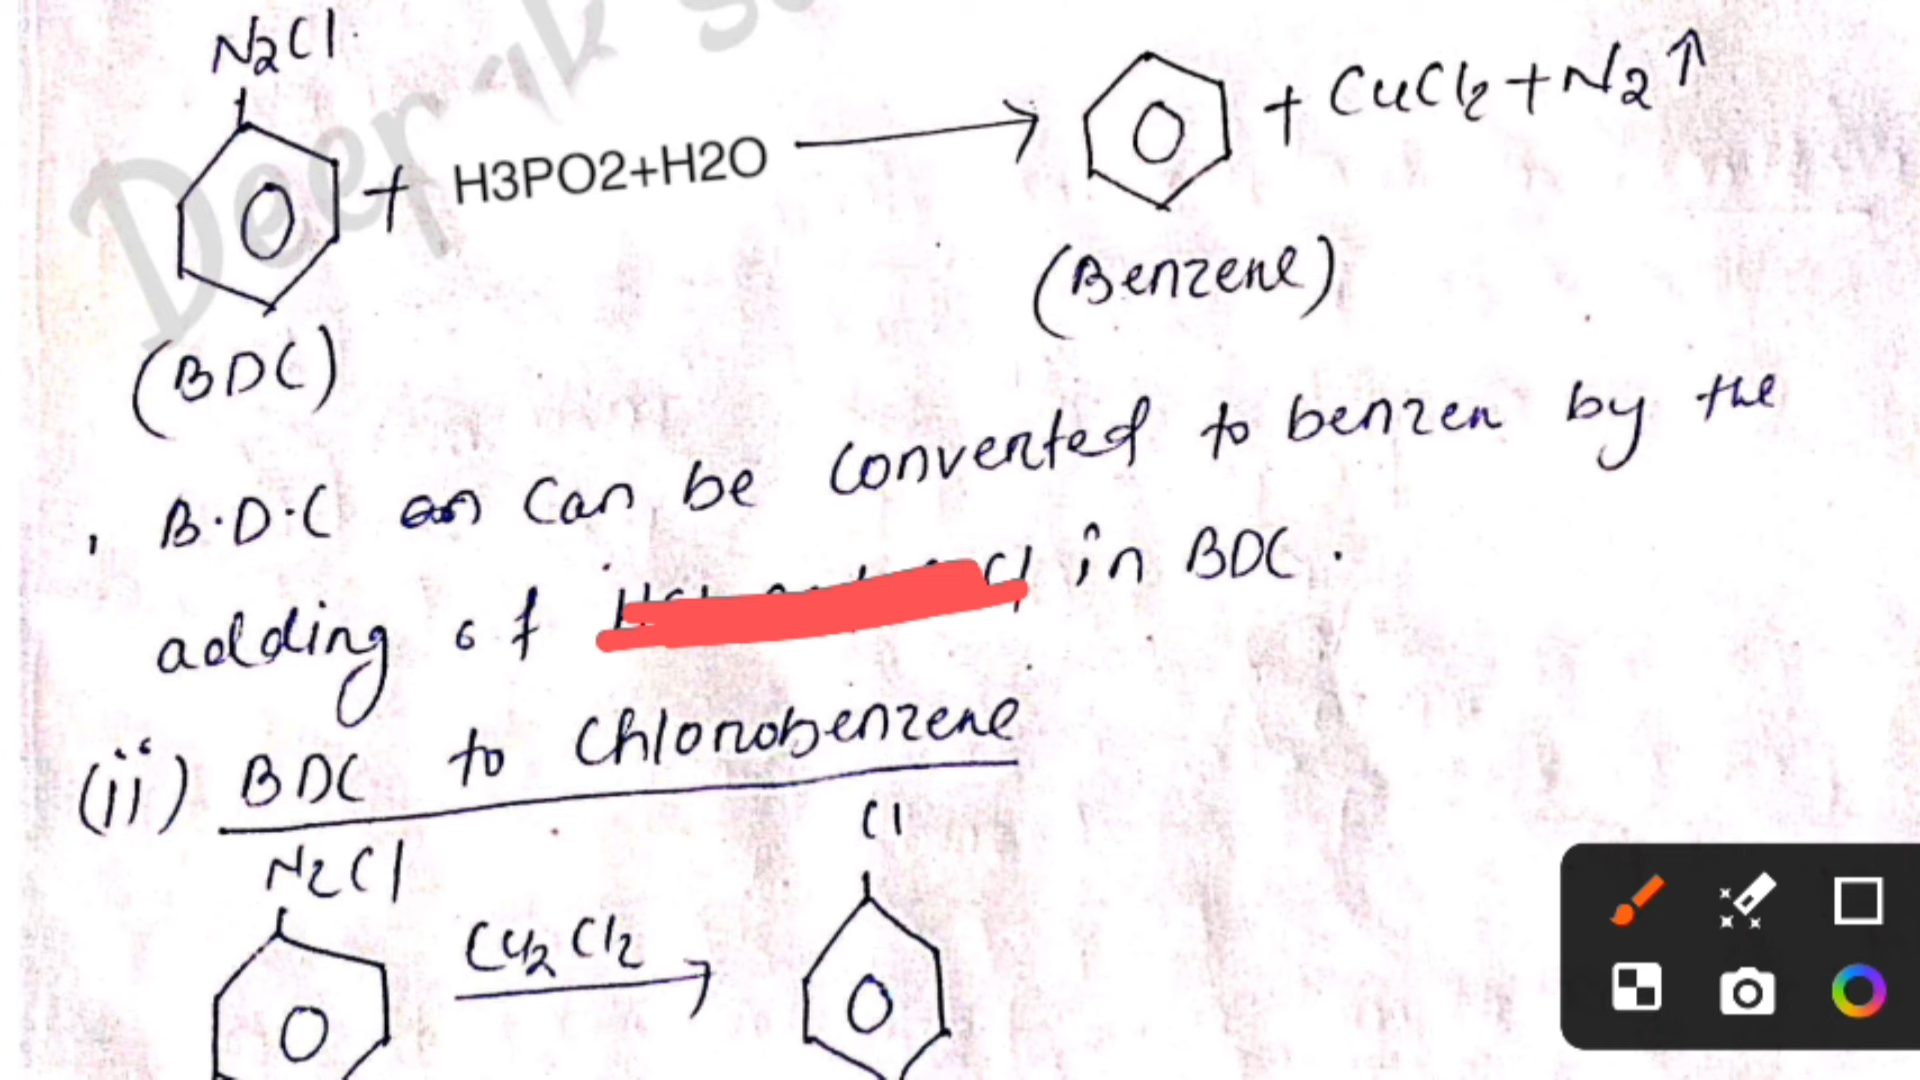 N2Cl
+ H3PO2+H2O ⟶ + CuCl2 + N2↑
(BDC) (Benzene)
, B.D.C can be converted to benzen by the
adding of in BDC.
(ii) BDC to Chlorobenzene
N2Cl Cl
Cu2Cl2